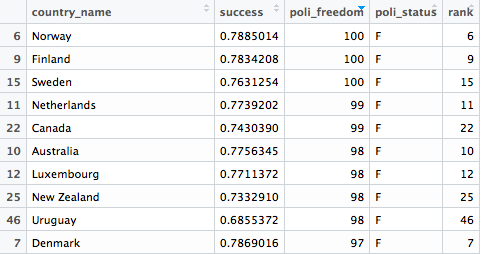 country_name success poli_freedom poli_status rank
6 Norway 0.7885014 100 F 6
9 Finland 0.7834208 100 F 9
15 Sweden 0.7631254 100 F 15
11 Netherlands 0.7739202 99 F 11
22 Canada 0.7430390 99 F 22
10 Australia 0.7756345 98 F 10
12 Luxembourg 0.7711372 98 F 12
25 New Zealand 0.7332910 98 F 25
46 Uruguay 0.6855372 98 F 46
7 Denmark 0.7869016 97 F 7